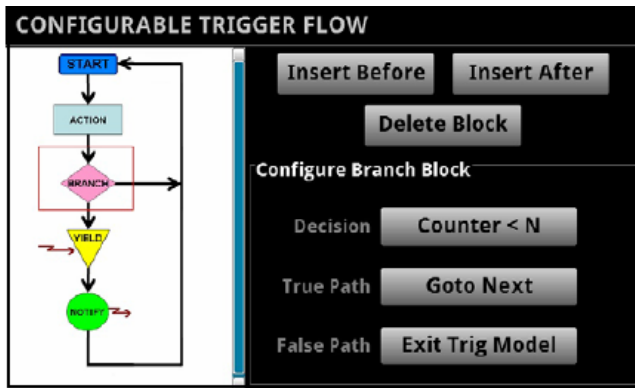 CONFIGURABLE TRIGGER FLOW
START
ACTION
BRANCH
YIELD
NOTIFY
Insert Before
Insert After
Delete Block
Configure Branch Block
Decision
Counter < N
True Path
Goto Next
False Path
Exit Trig Model